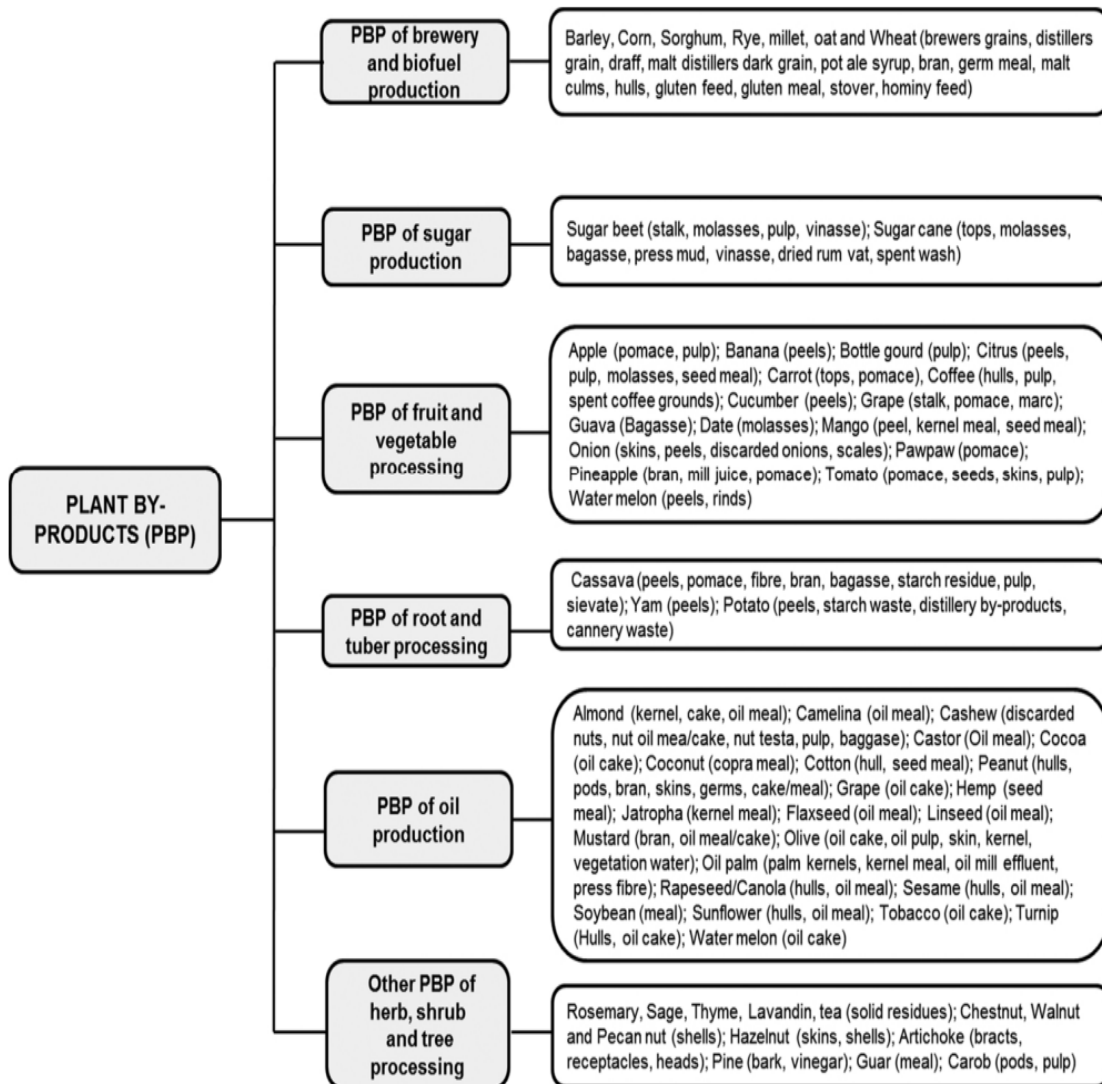 PBP of brewery
and biofuel
production
Barley, Corn, Sorghum, Rye, millet, oat and Wheat (brewers grains, distillers
grain, draff, malt distillers dark grain, pot ale syrup, bran, germ meal, malt
culms, hulls, gluten feed, gluten meal, stover, hominy feed)
PBP of sugar
production
Sugar beet (stalk, molasses, pulp, vinasse); Sugar cane (tops, molasses,
bagasse, press mud, vinasse, dried rum vat, spent wash)
PBP of fruit and
vegetable
processing
Apple (pomace, pulp); Banana (peels); Bottle gourd (pulp); Citrus (peels,
pulp, molasses, seed meal); Carrot (tops, pomace), Coffee (hulls, pulp,
spent coffee grounds); Cucumber (peels); Grape (stalk, pomace, marc);
Guava (Bagasse); Date (molasses); Mango (peel, kernel meal, seed meal);
Onion (skins, peels, discarded onions, scales); Pawpaw (pomace);
Pineapple (bran, mill juice, pomace); Tomato (pomace, seeds, skins, pulp);
Water melon (peels, rinds)
PLANT BY-
PRODUCTS (PBP)
PBP of root and
tuber processing
Cassava (peels, pomace, fibre, bran, bagasse, starch residue, pulp,
sievate); Yam (peels); Potato (peels, starch waste, distillery by-products,
cannery waste)
PBP of oil
production
Almond (kernel, cake, oil meal); Camelina (oil meal); Cashew (discarded
nuts, nut oil mea/cake, nut testa, pulp, baggase); Castor (Oil meal); Cocoa
(oil cake); Coconut (copra meal); Cotton (hull, seed meal); Peanut (hulls,
pods, bran, skins, germs, cake/meal); Grape (oil cake); Hemp (seed
meal); Jatropha (kernel meal); Flaxseed (oil meal); Linseed (oil meal);
Mustard (bran, oil meal/cake); Olive (oil cake, oil pulp, skin, kernel,
vegetation water); Oil palm (palm kernels, kernel meal, oil mill effluent,
press fibre); Rapeseed/Canola (hulls, oil meal); Sesame (hulls, oil meal);
Soybean (meal); Sunflower (hulls, oil meal); Tobacco (oil cake); Turnip
(Hulls, oil cake); Water melon (oil cake)
Other PBP of
herb, shrub
and tree
processing
Rosemary, Sage, Thyme, Lavandin, tea (solid residues); Chestnut, Walnut
and Pecan nut (shells); Hazelnut (skins, shells); Artichoke (bracts,
receptacles, heads); Pine (bark, vinegar); Guar (meal); Carob (pods, pulp)